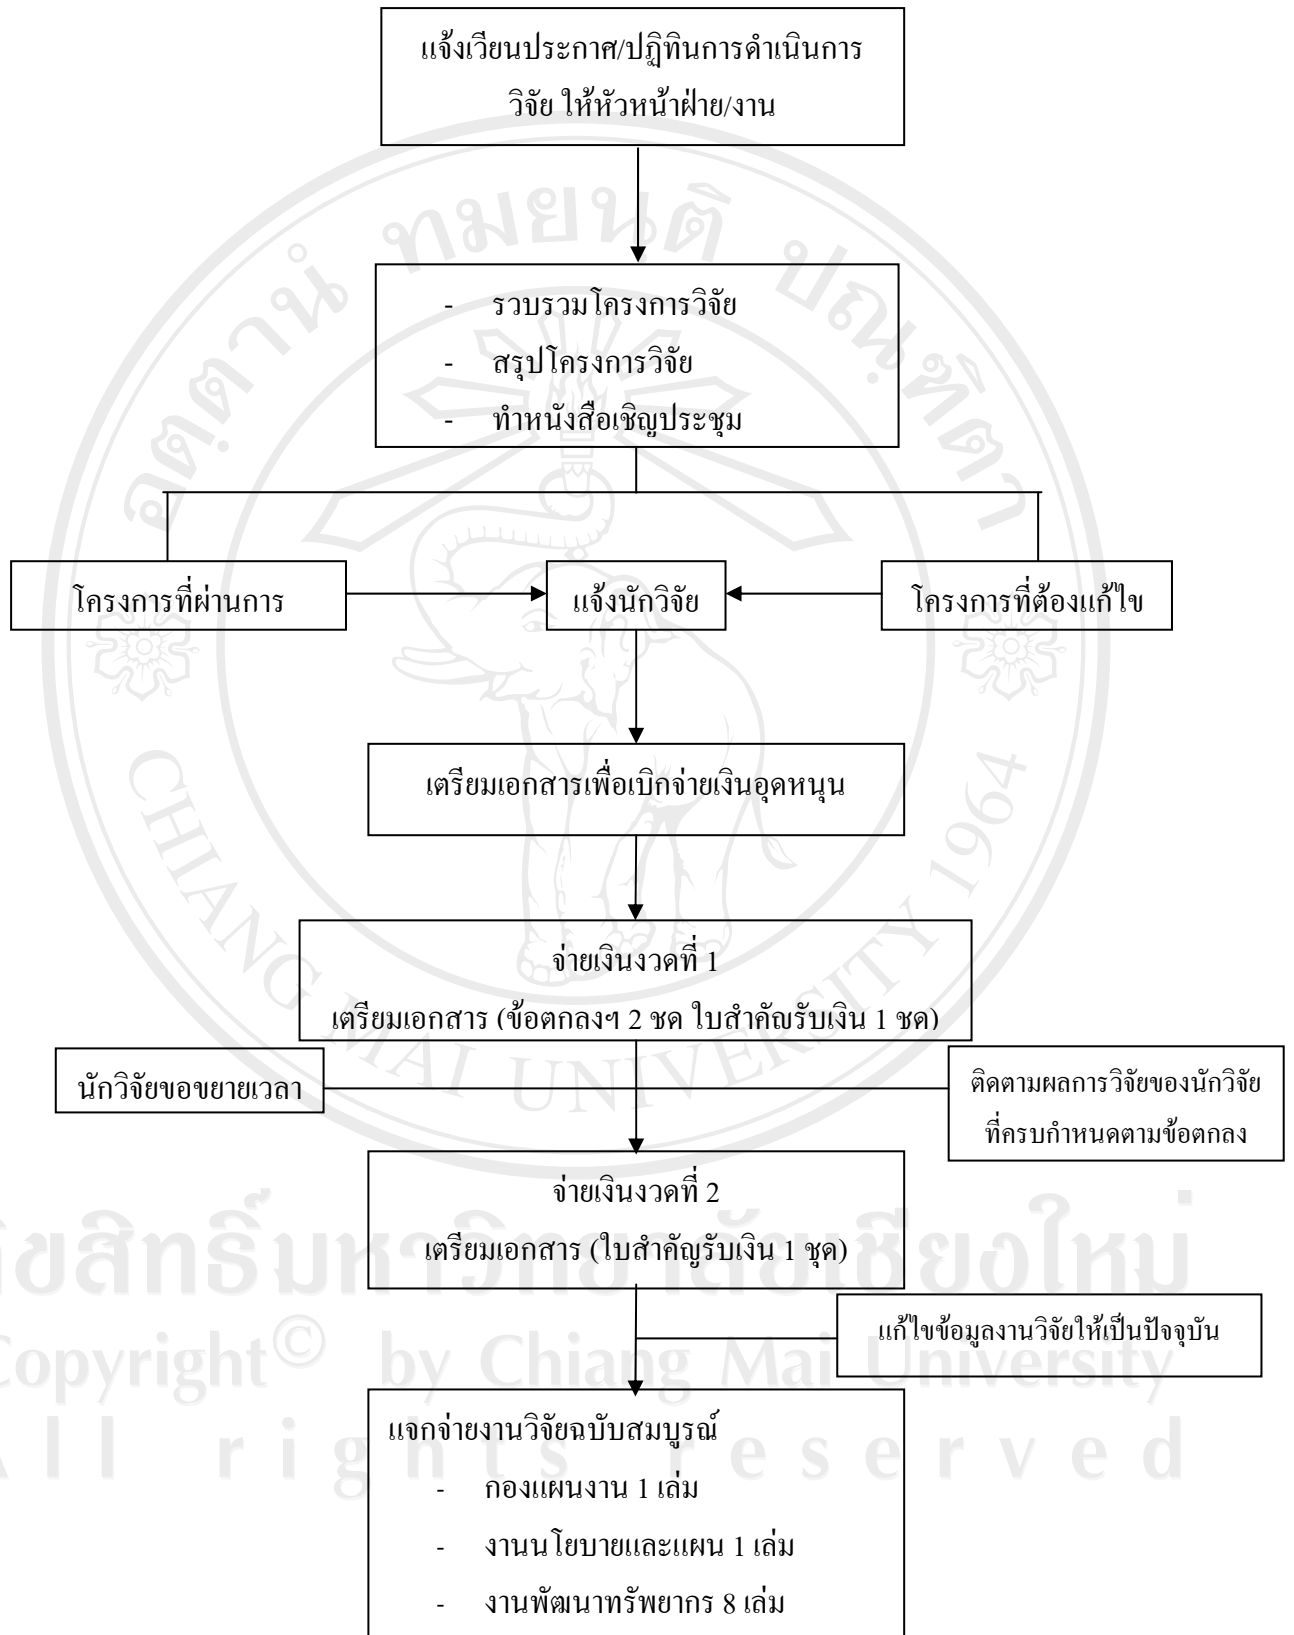 แจ้งเวียนประกาศ/ปฏิทินการดำเนินการ
วิจัย ให้หัวหน้าฝ่าย/งาน
- รวบรวมโครงการวิจัย
- สรุปโครงการวิจัย
- ทำหนังสือเชิญประชุม
โครงการที่ผ่านการ
แจ้งนักวิจัย
โครงการที่ต้องแก้ไข
เตรียมเอกสารเพื่อเบิกจ่ายเงินอุดหนุน
จ่ายเงินงวดที่ 1
เตรียมเอกสาร (ข้อตกลงฯ 2 ชุด ใบสำคัญรับเงิน 1 ชุด)
นักวิจัยขอขยายเวลา
ติดตามผลการวิจัยของนักวิจัย
ที่ครบกำหนดตามข้อตกลง
จ่ายเงินงวดที่ 2
เตรียมเอกสาร (ใบสำคัญรับเงิน 1 ชุด)
แก้ไขข้อมูลงานวิจัยให้เป็นปัจจุบัน
แจกจ่ายงานวิจัยฉบับสมบูรณ์
- กองแผนงาน 1 เล่ม
- งานนโยบายและแผน 1 เล่ม
- งานพัฒนาทรัพยากร 8 เล่ม
อตฺตานํ ทมยนฺติ ปณฺฑิตา
CHIANG MAI UNIVERSITY 1964
ขสิทธิ์มหาวิทยาลัยเชียงใหม่
Copyright© by Chiang Mai University
All rights reserved